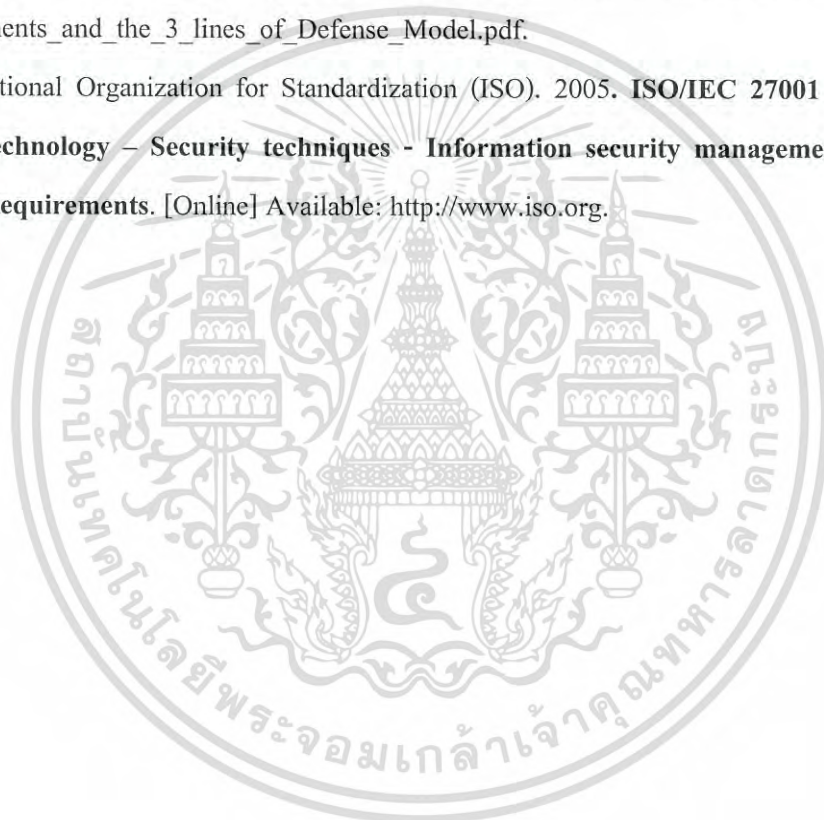 nents_and_the_3_lines_of_Defense_Model.pdf.
tional Organization for Standardization (ISO). 2005. ISO/IEC 27001
echnology – Security techniques - Information security manageme
equirements. [Online] Available: http://www.iso.org.
สถาบันเทคโนโลยีพระจอมเกล้าเจ้าคุณทหารลาดกระบัง
๔